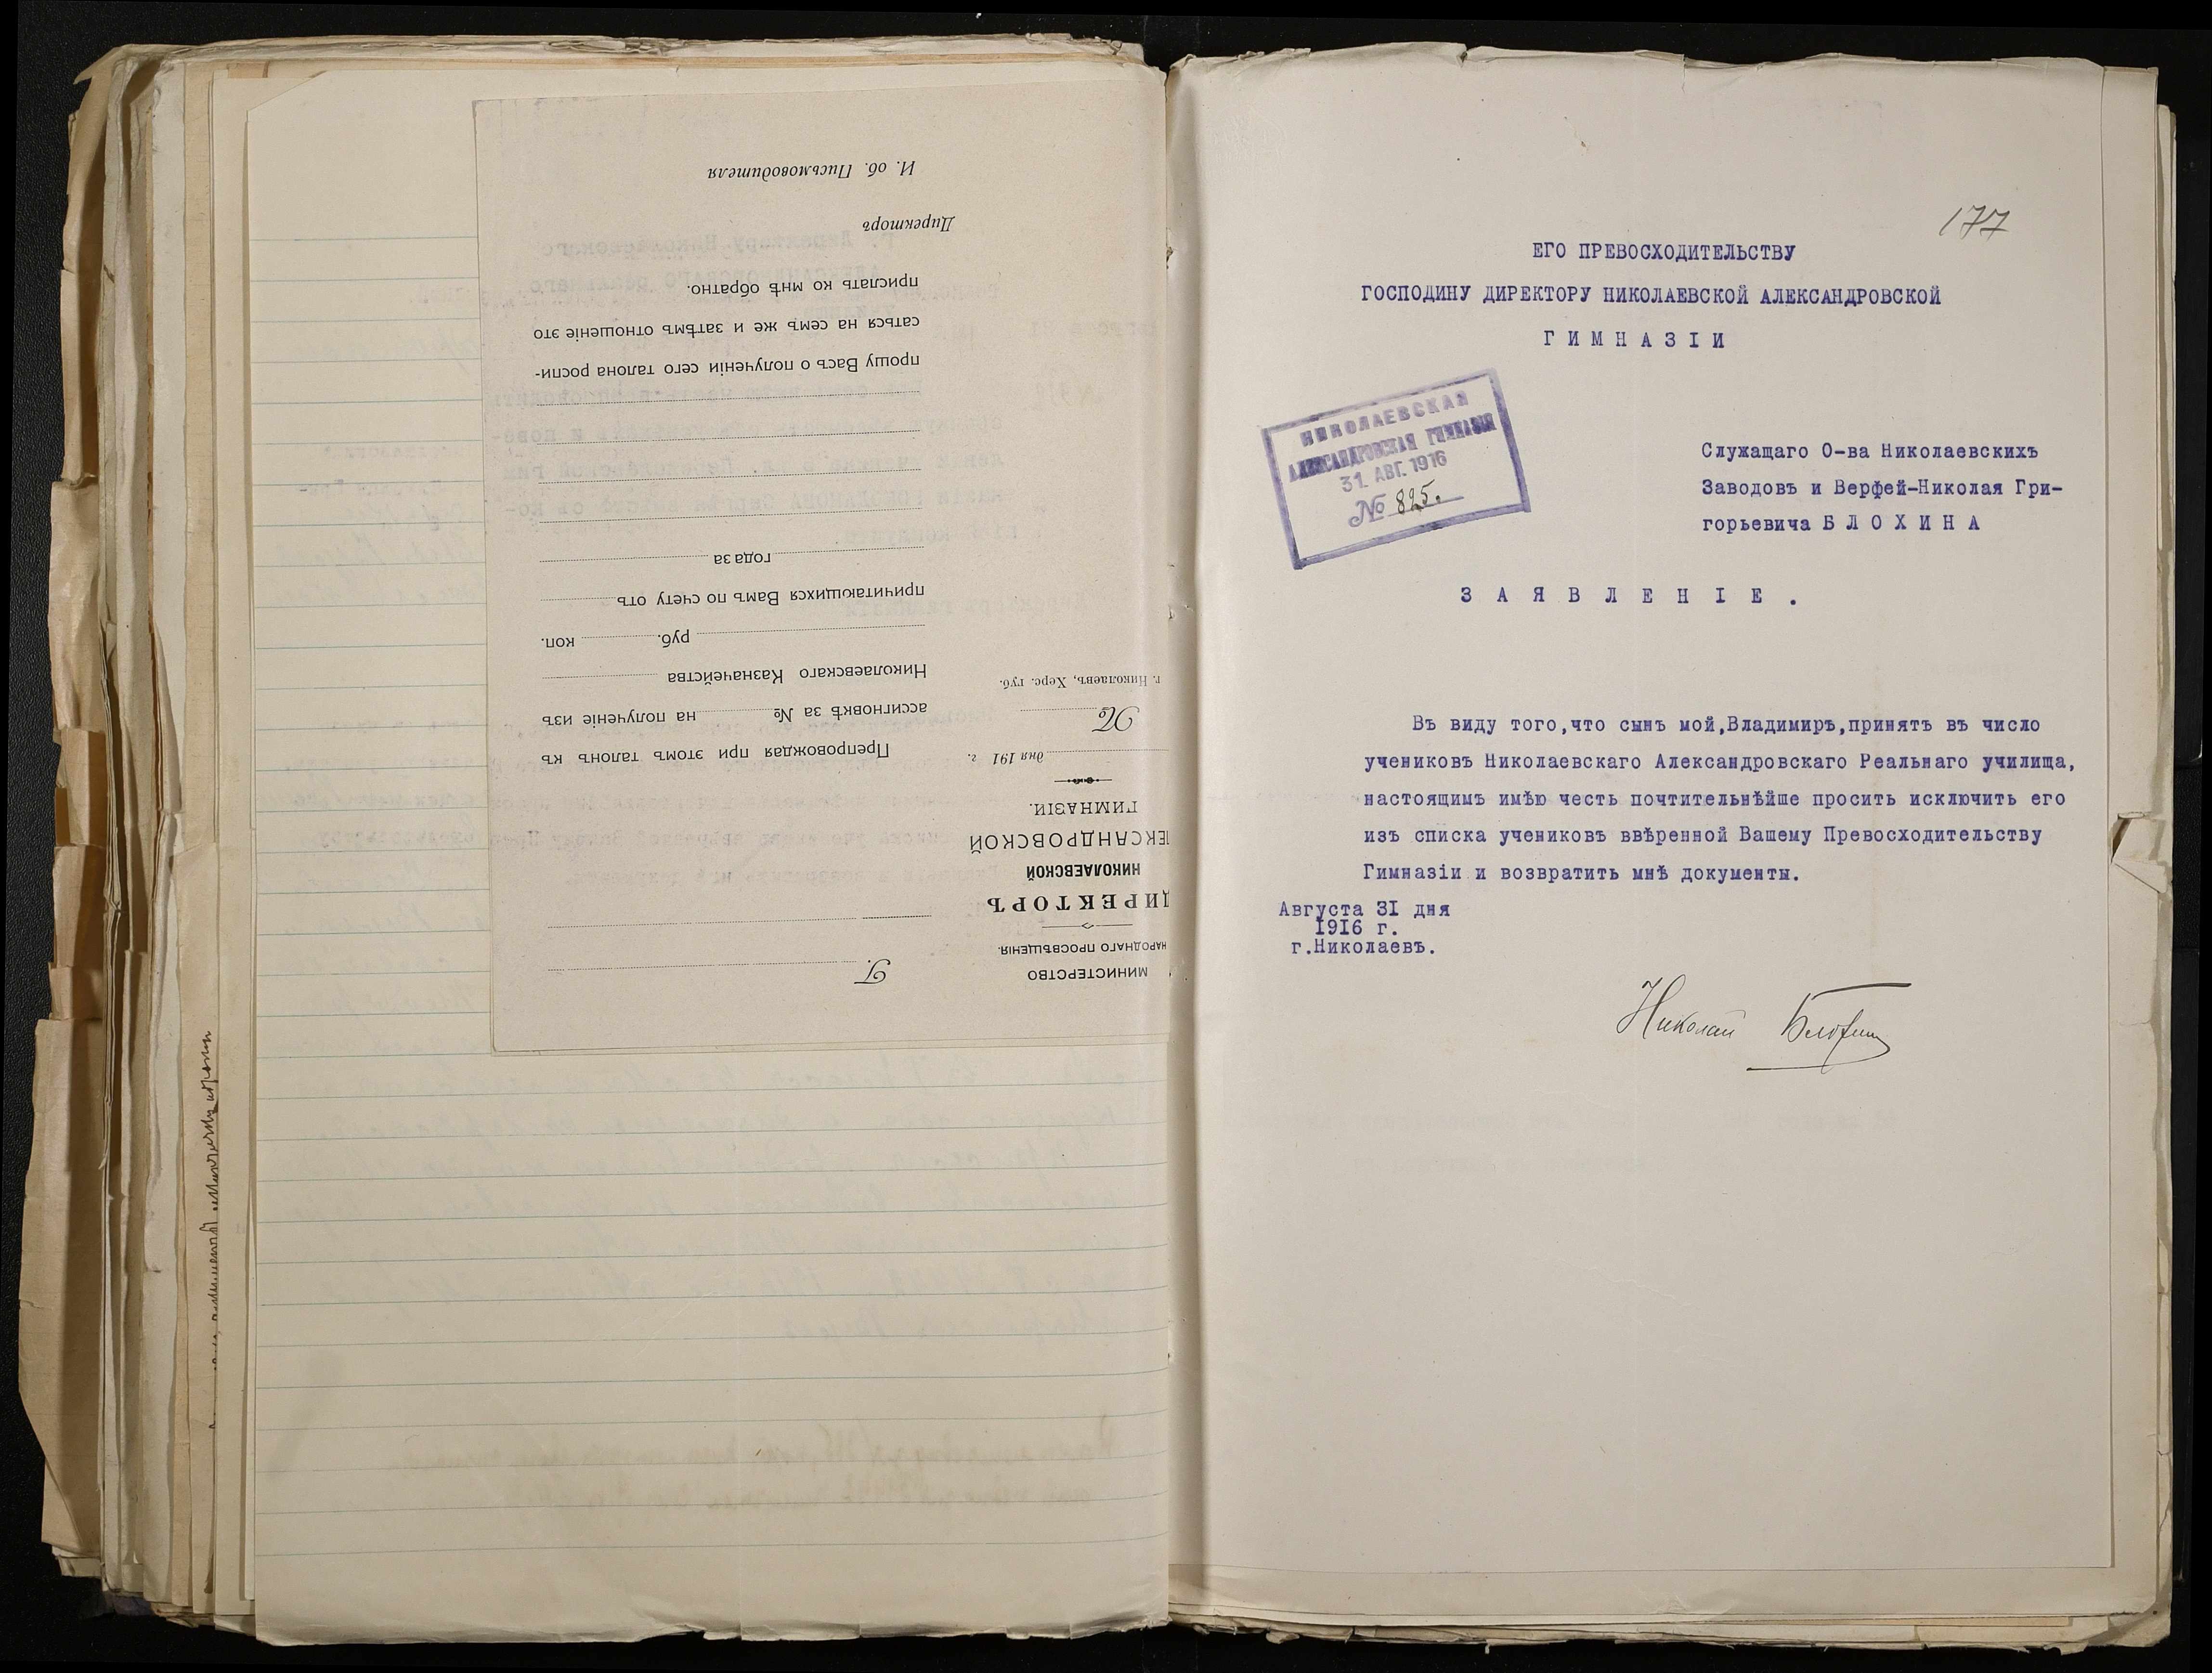 МИНИСТЕРСТВО
НАРОДНАГО ПРОСВѢЩЕНІЯ.
ДИРЕКТОРЪ
НИКОЛАЕВСКОЙ
АЛЕКСАНДРОВСКОЙ
ГИМНАЗІИ.
дня 191 г.
№
г. Николаевъ, Херс. губ.
Г.
Препровождая при этомъ талонъ къ
ассигновкѣ за № на полученіе изъ
Николаевскаго Казначейства
руб. коп.
причитающихся Вамъ по счету отъ
года за
прошу Васъ о полученіи сего талона роспи-
саться на семъ же и затѣмъ отношеніе это
прислать ко мнѣ обратно.
Директоръ
И. об. Письмоводителя
177
ЕГО ПРЕВОСХОДИТЕЛЬСТВУ
ГОСПОДИНУ ДИРЕКТОРУ НИКОЛАЕВСКОЙ АЛЕКСАНДРОВСКОЙ
Г И М Н А З І И
НИКОЛАЕВСКАЯ
АЛЕКСАНДРОВСКАЯ ГИМНАЗІЯ
31. АВГ. 1916
№ 825.
Служащаго О-ва Николаевскихъ
Заводовъ и Верфей-Николая Гри-
горьевича Б Л О Х И Н А
З А Я В Л Е Н І Е .
Въ виду того,что сынъ мой,Владимиръ,принятъ въ число
учениковъ Николаевскаго Александровскаго Реальнаго училища,
настоящимъ имѣю честь почтительнѣйше просить исключить его
изъ списка учениковъ ввѣренной Вашему Превосходительству
Гимназіи и возвратить мнѣ документы.
Августа 3I дня
1916 г.
г.Николаевъ.
Николай Блохин